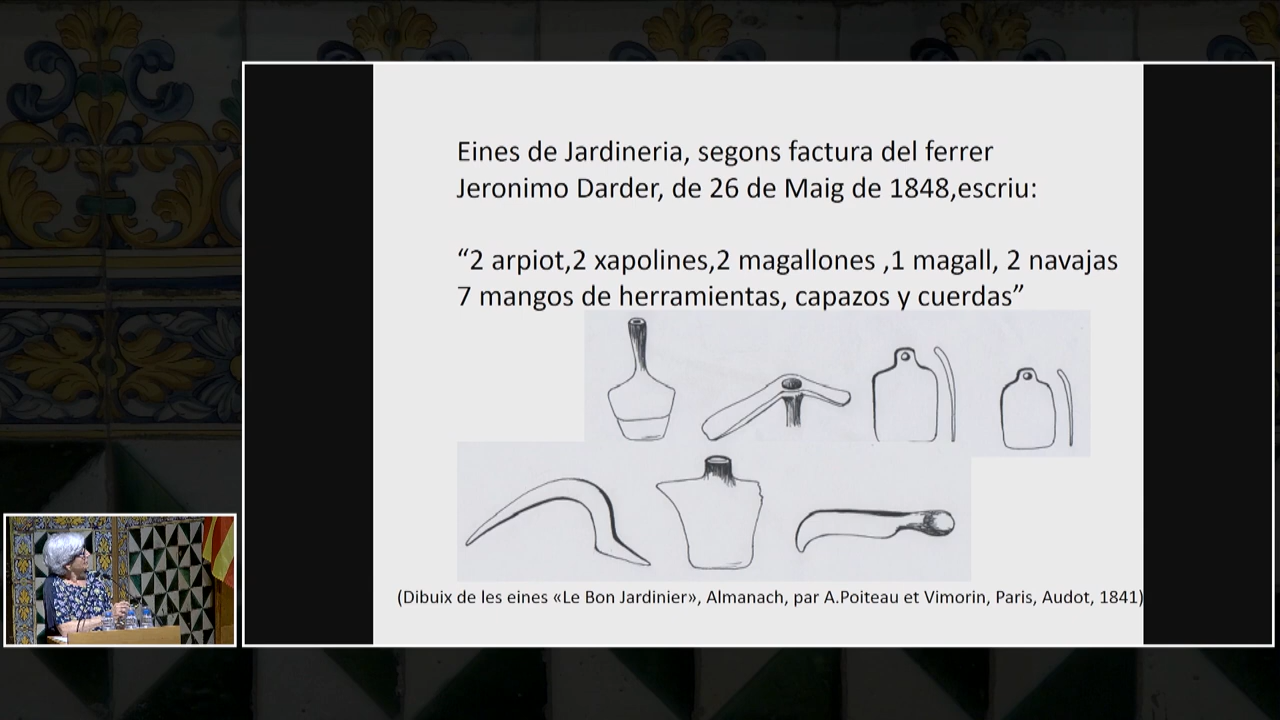 Eines de Jardineria, segons factura del ferrer
Jeronimo Darder, de 26 de Maig de 1848,escriu:
“2 arpiot,2 xapolines,2 magallones ,1 magall, 2 navajas
7 mangos de herramientas, capazos y cuerdas”
(Dibuix de les eines «Le Bon Jardinier», Almanach, par A.Poiteau et Vimorin, Paris, Audot, 1841)